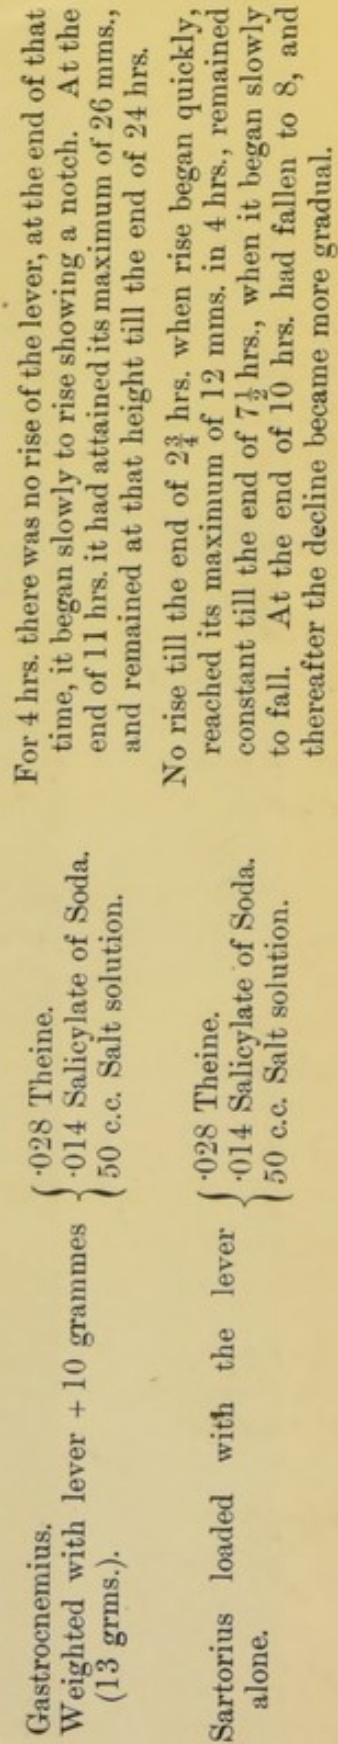 Gastrocnemius.
Weighted with lever + 10 grammes
(13 grms.).
·028 Theine.
·014 Salicylate of Soda.
50 c.c. Salt solution.
For 4 hrs. there was no rise of the lever, at the end of that
time, it began slowly to rise showing a notch. At the
end of 11 hrs. it had attained its maximum of 26 mms.,
and remained at that height till the end of 24 hrs.
Sartorius loaded with the lever
alone.
·028 Theine.
·014 Salicylate of Soda.
50 c.c. Salt solution.
No rise till the end of 2¾ hrs. when rise began quickly,
reached its maximum of 12 mms. in 4 hrs., remained
constant till the end of 7½ hrs., when it began slowly
to fall. At the end of 10 hrs. had fallen to 8, and
thereafter the decline became more gradual.